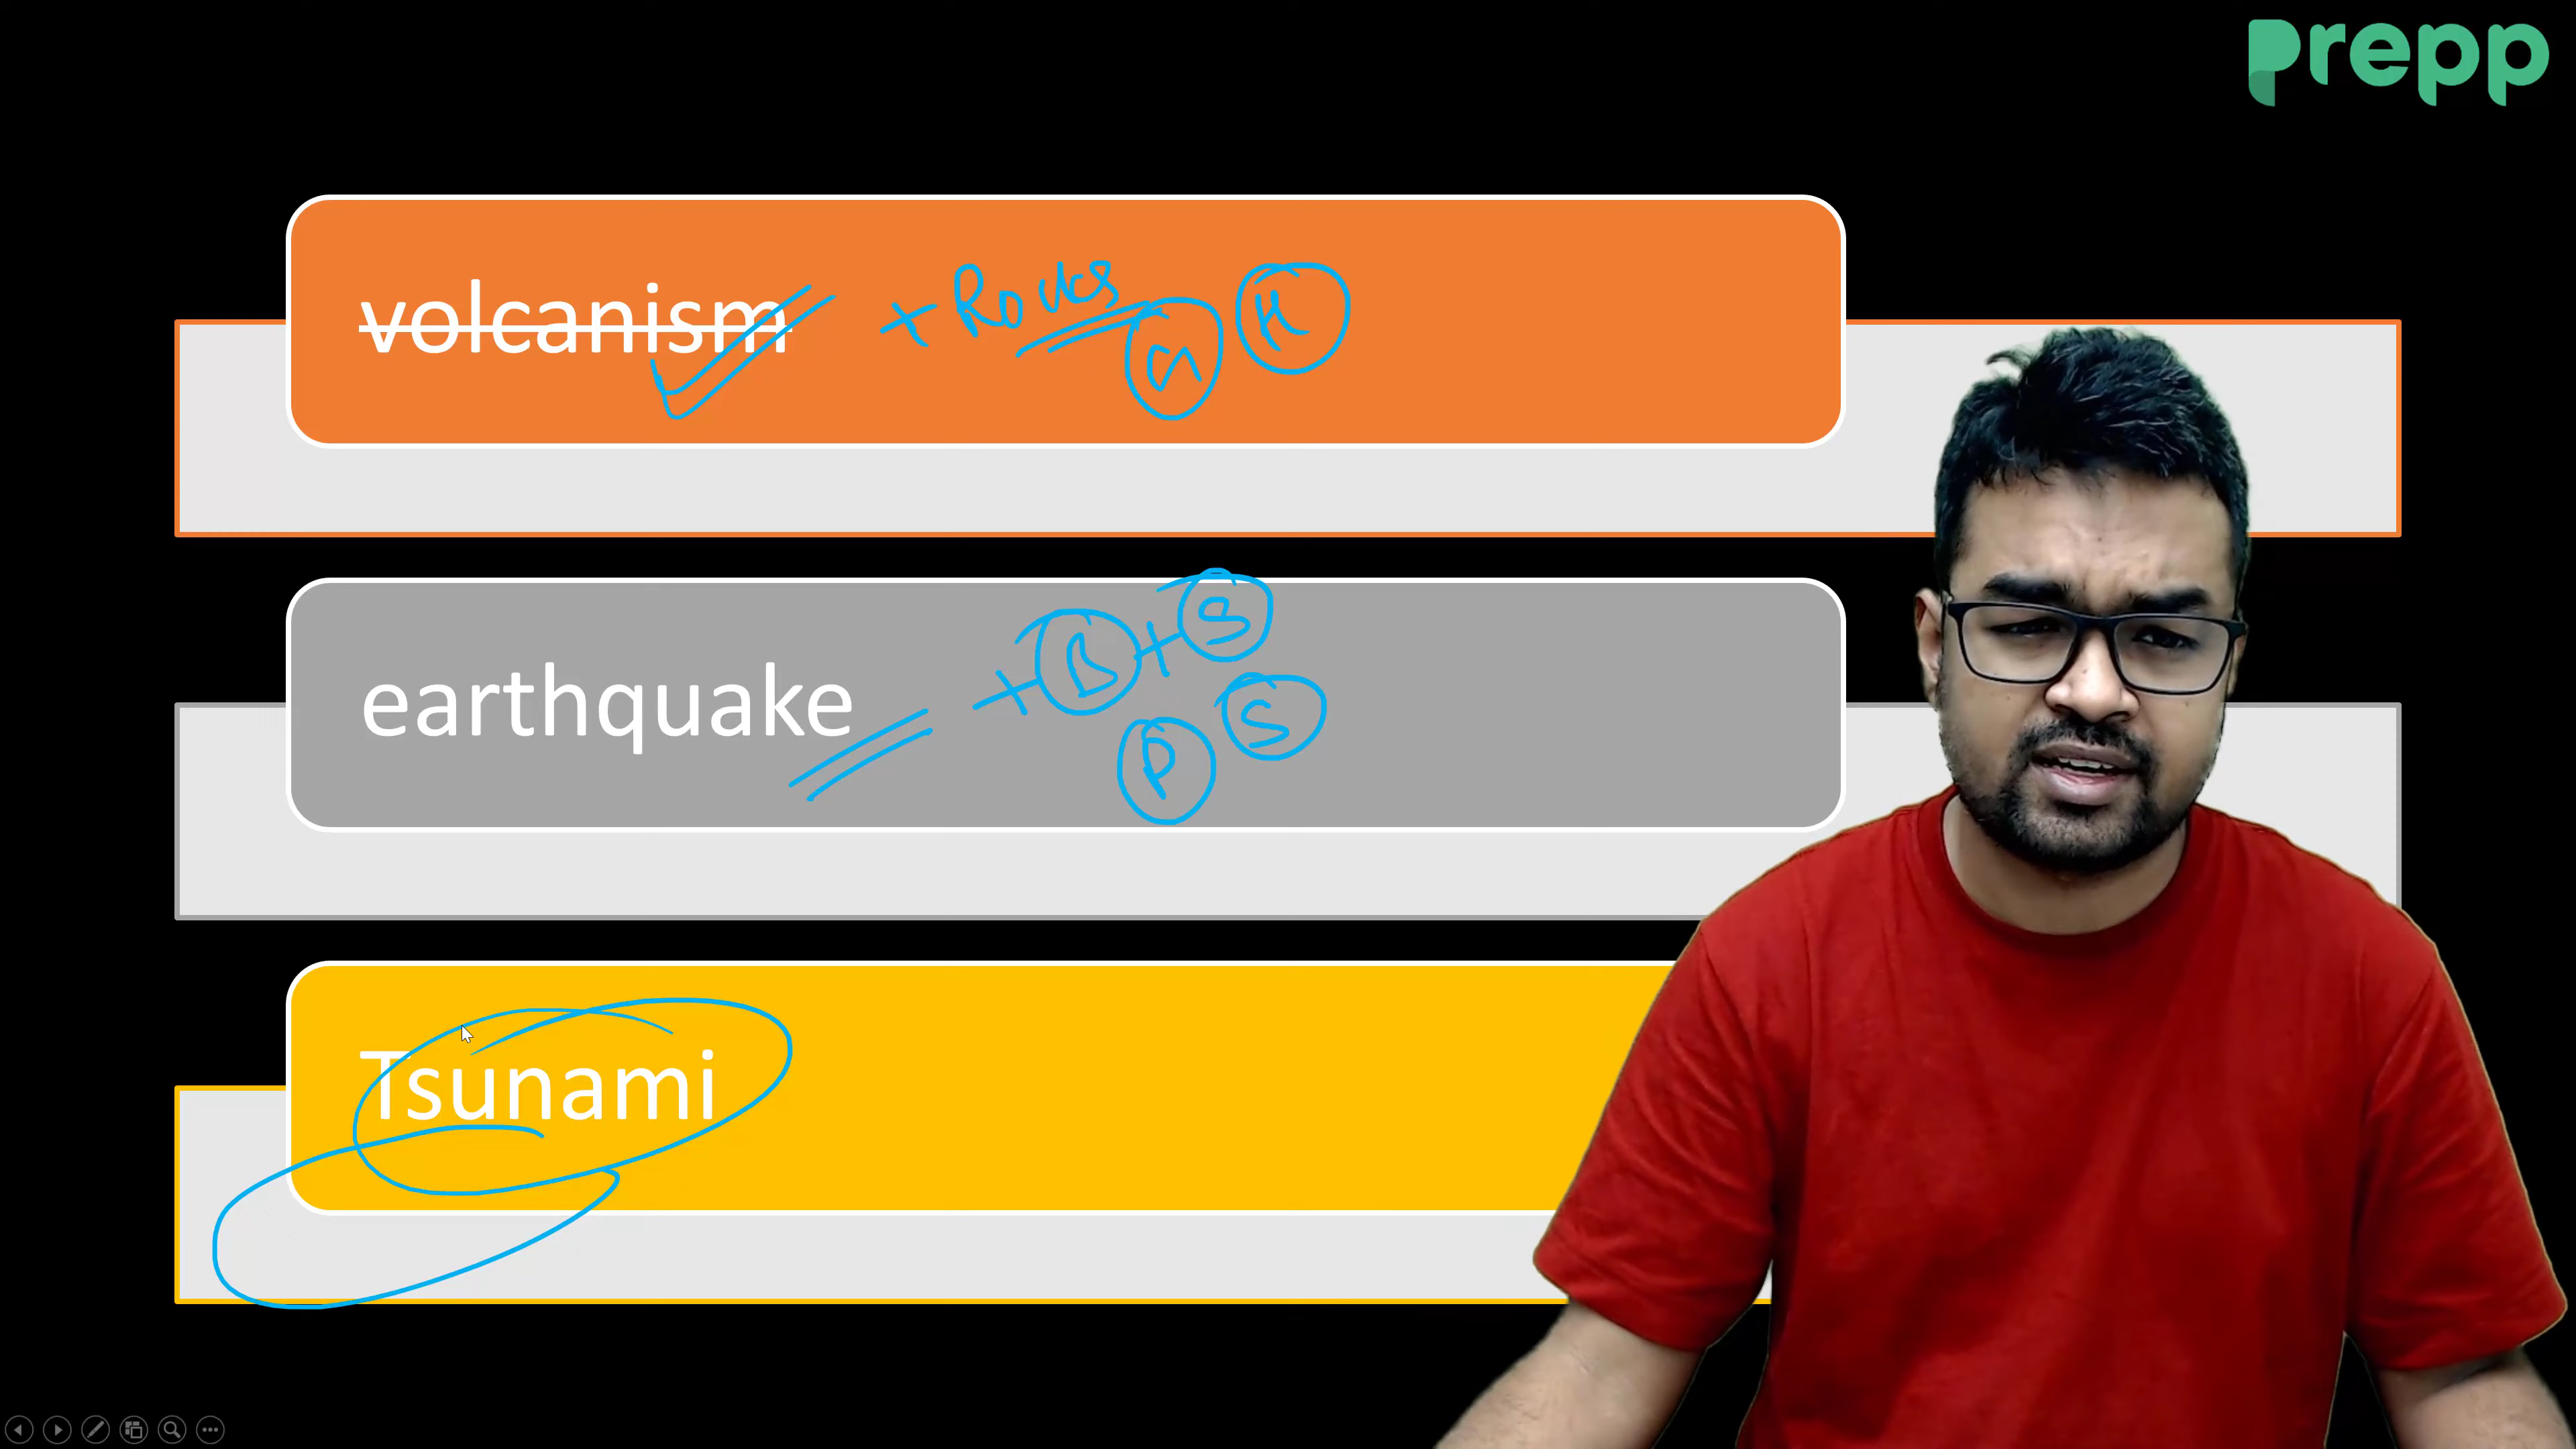 prepp
volcanism + Rocks G H
earthquake + B + S
P S
Tsunami